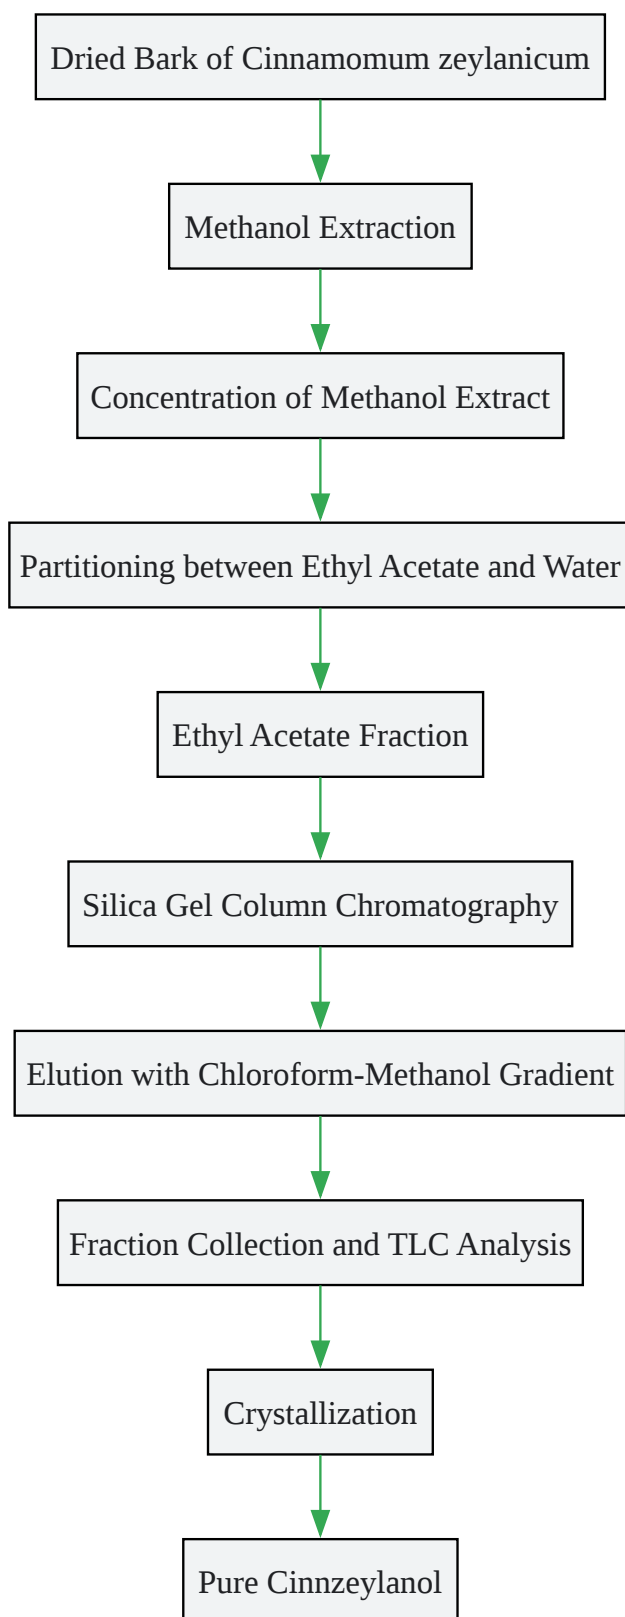 Dried Bark of Cinnamomum zeylanicum
Methanol Extraction
Concentration of Methanol Extract
Partitioning between Ethyl Acetate and Water
Ethyl Acetate Fraction
Silica Gel Column Chromatography
Elution with Chloroform-Methanol Gradient
Fraction Collection and TLC Analysis
Crystallization
Pure Cinnzeylanol